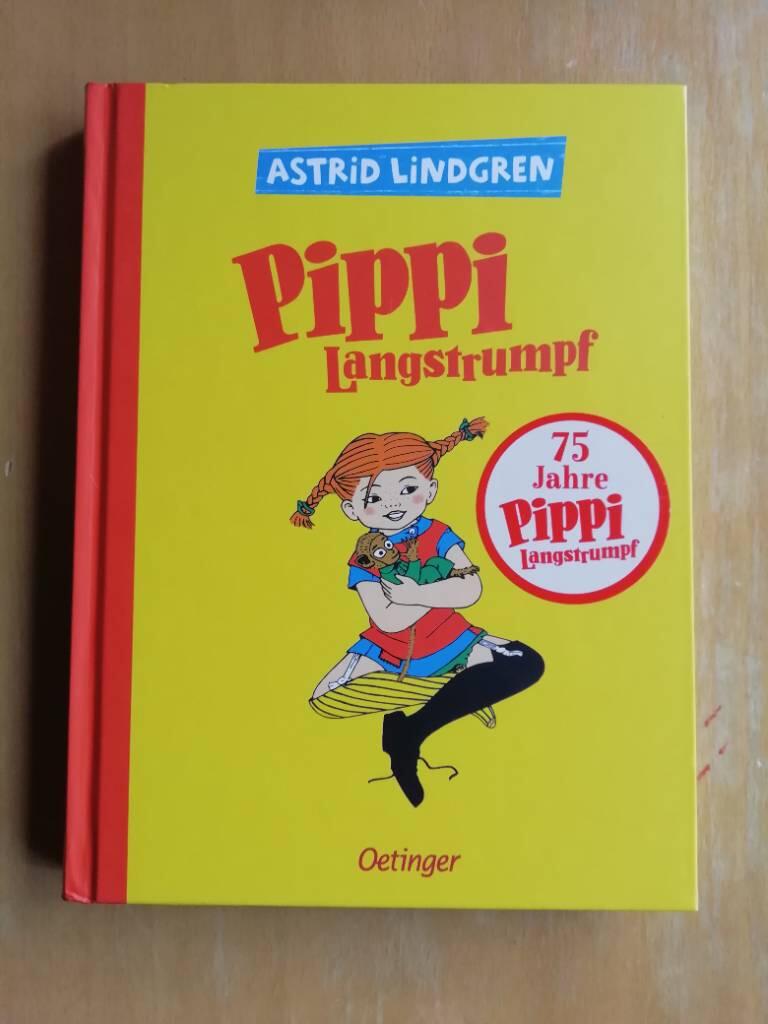 ASTRiD LiNDGREN
Pippi
Langstrumpf
75
Jahre
Pippi
Langstrumpf
Oetinger